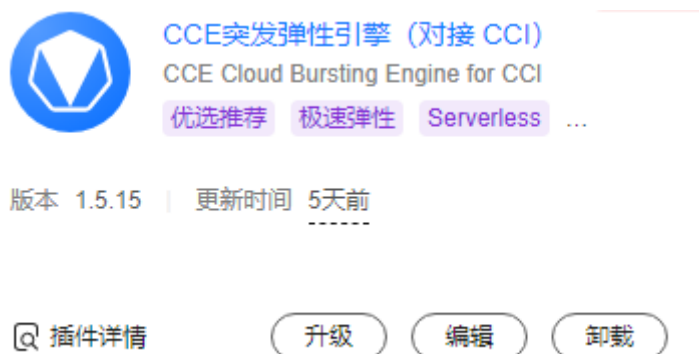 CCE突发弹性引擎（对接 CCI）
CCE Cloud Bursting Engine for CCI
优选推荐 极速弹性 Serverless ...
版本 1.5.15 更新时间 5天前
插件详情 升级 编辑 卸载